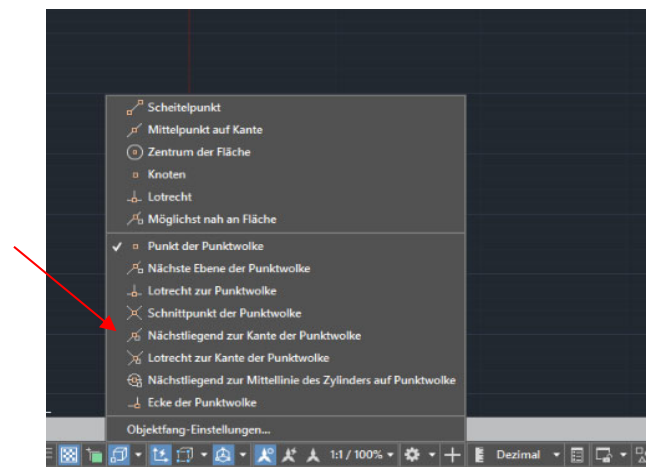 Scheitelpunkt
Mittelpunkt auf Kante
Zentrum der Fläche
Knoten
Lotrecht
Möglichst nah an Fläche
Punkt der Punktwolke
Nächste Ebene der Punktwolke
Lotrecht zur Punktwolke
Schnittpunkt der Punktwolke
Nächstliegend zur Kante der Punktwolke
Lotrecht zur Kante der Punktwolke
Nächstliegend zur Mittellinie des Zylinders auf Punktwolke
Ecke der Punktwolke
Objektfang-Einstellungen...
1:1 / 100% Dezimal